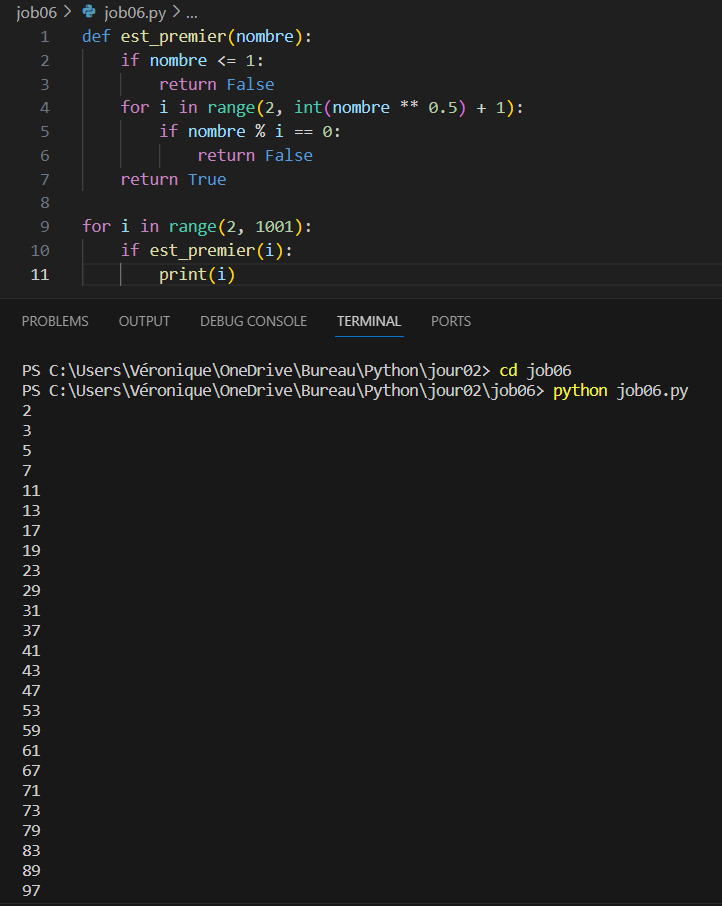 job06 > job06.py > ...
1 def est_premier(nombre):
2     if nombre <= 1:
3         return False
4     for i in range(2, int(nombre ** 0.5) + 1):
5         if nombre % i == 0:
6             return False
7     return True
8
9 for i in range(2, 1001):
10     if est_premier(i):
11         print(i)
PROBLEMS OUTPUT DEBUG CONSOLE TERMINAL PORTS
PS C:\Users\Véronique\OneDrive\Bureau\Python\jour02> cd job06
PS C:\Users\Véronique\OneDrive\Bureau\Python\jour02\job06> python job06.py
2
3
5
7
11
13
17
19
23
29
31
37
41
43
47
53
59
61
67
71
73
79
83
89
97